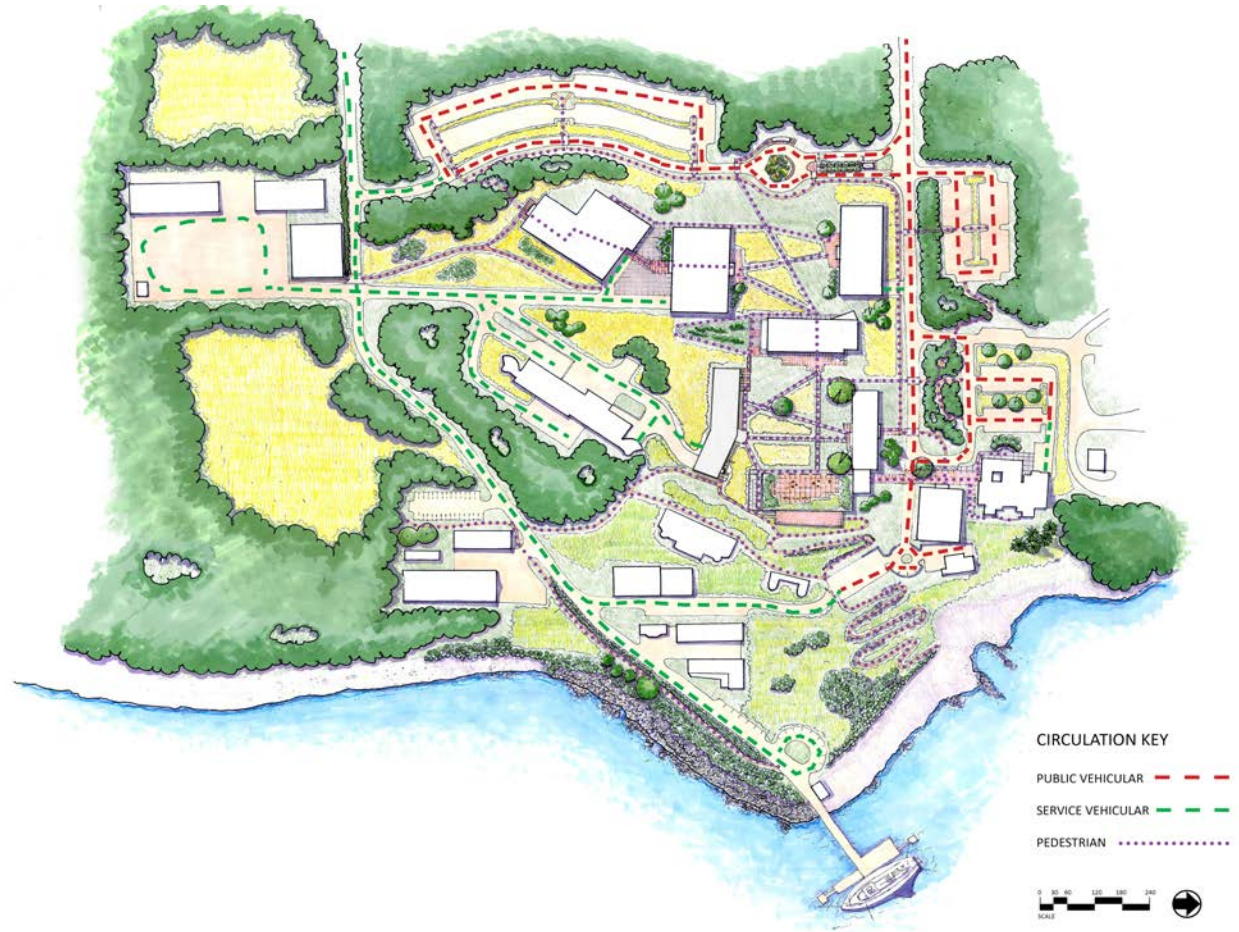 CIRCULATION KEY
PUBLIC VEHICULAR
SERVICE VEHICULAR
PEDESTRIAN
0 30 60 120 180 240
SCALE